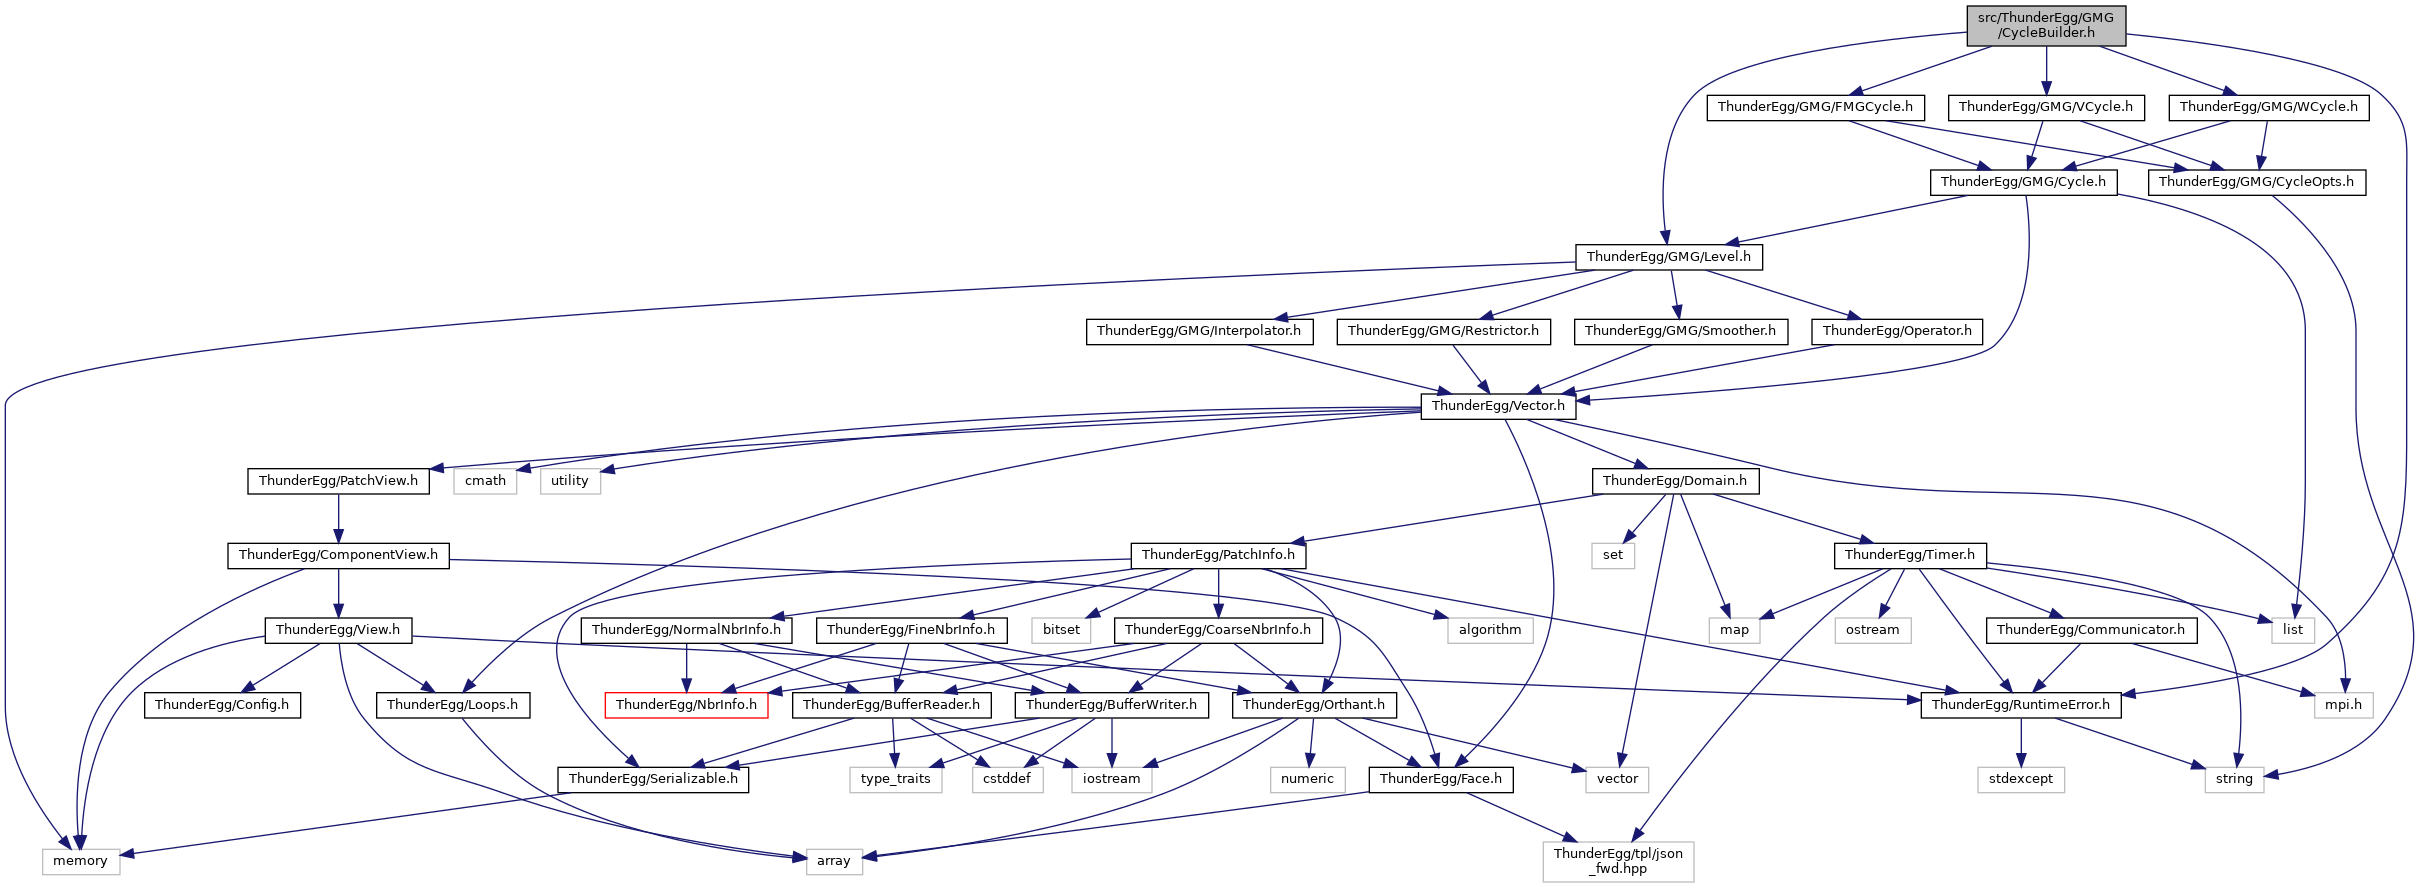 src/ThunderEgg/GMG
/CycleBuilder.h
ThunderEgg/GMG/FMGCycle.h
ThunderEgg/GMG/VCycle.h
ThunderEgg/GMG/WCycle.h
ThunderEgg/GMG/Cycle.h
ThunderEgg/GMG/CycleOpts.h
ThunderEgg/GMG/Level.h
ThunderEgg/GMG/Interpolator.h
ThunderEgg/GMG/Restrictor.h
ThunderEgg/GMG/Smoother.h
ThunderEgg/Operator.h
ThunderEgg/Vector.h
ThunderEgg/PatchView.h
cmath
utility
ThunderEgg/Domain.h
ThunderEgg/ComponentView.h
ThunderEgg/PatchInfo.h
set
ThunderEgg/Timer.h
ThunderEgg/View.h
ThunderEgg/NormalNbrInfo.h
ThunderEgg/FineNbrInfo.h
bitset
ThunderEgg/CoarseNbrInfo.h
algorithm
map
ostream
ThunderEgg/Communicator.h
list
ThunderEgg/Config.h
ThunderEgg/Loops.h
ThunderEgg/NbrInfo.h
ThunderEgg/BufferReader.h
ThunderEgg/BufferWriter.h
ThunderEgg/Orthant.h
ThunderEgg/RuntimeError.h
mpi.h
ThunderEgg/Serializable.h
type_traits
cstddef
iostream
numeric
ThunderEgg/Face.h
vector
stdexcept
string
memory
array
ThunderEgg/tpl/json
_fwd.hpp